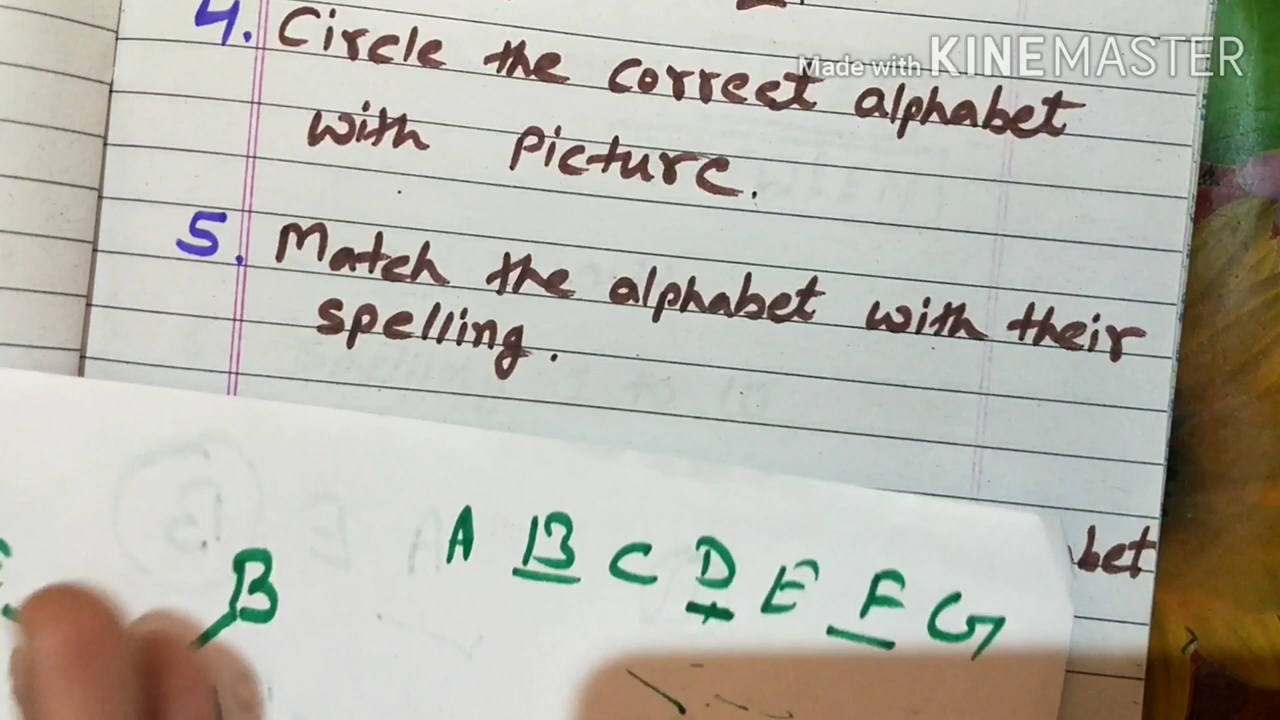 4. Circle the correct alphabet
with picture.
5. Match the alphabet with their
spelling.
bet
A B C D E F G
B
Made with KINEMASTER